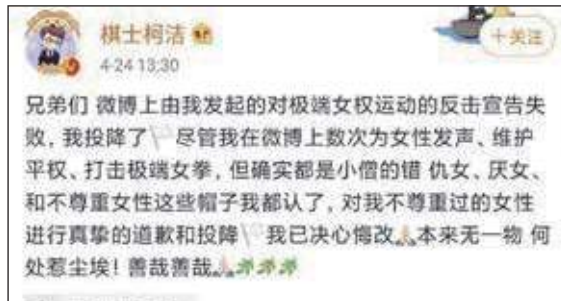 棋士柯洁
+关注
4-24 13:30
兄弟们 微博上由我发起的对极端女权运动的反击宣告失
败,我投降了🏳 尽管我在微博上数次为女性发声、维护
平权、打击极端女拳,但确实都是小僧的错 仇女、厌女、
和不尊重女性这些帽子我都认了,对我不尊重过的女性
进行真挚的道歉和投降🏳 我已决心悔改🙏本来无一物 何
处惹尘埃!善哉善哉🙏🌴🌴🌴